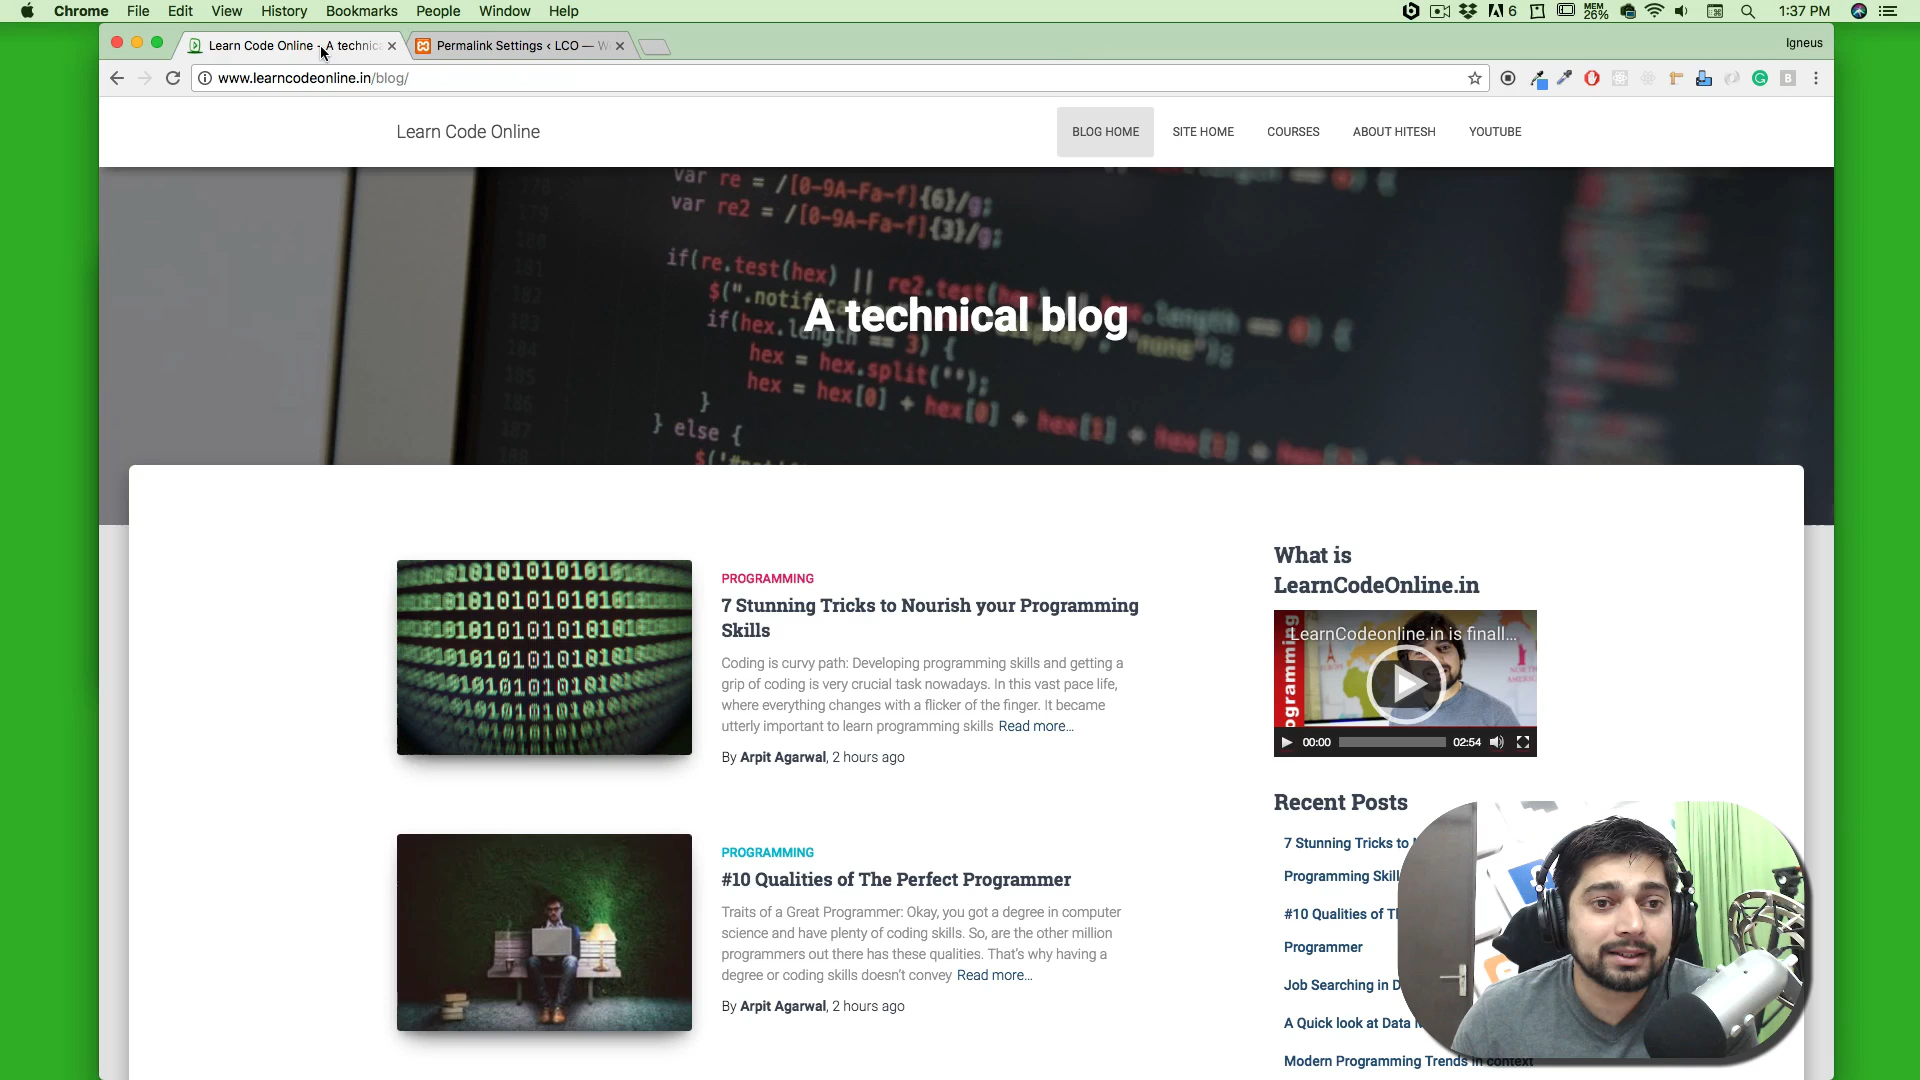 Chrome File Edit View History Bookmarks People Window Help
6 MEM 26% 1:37 PM
Learn Code Online - A technica
Permalink Settings ‹ LCO — W
Igneus
www.learncodeonline.in/blog/
Learn Code Online
BLOG HOME SITE HOME COURSES ABOUT HITESH YOUTUBE
var re = /[0-9A-Fa-f]{6}/g;
var re2 = /[0-9A-Fa-f]{3}/g;
if(re.test(hex) || re2.test(hex
if(hex.length == 3) {
hex = hex.split('');
hex = hex[0] + hex[0] + hex[1] + hex[1] +
}
} else {
A technical blog
PROGRAMMING
7 Stunning Tricks to Nourish your Programming
Skills
Coding is curvy path: Developing programming skills and getting a
grip of coding is very crucial task nowadays. In this vast pace life,
where everything changes with a flicker of the finger. It became
utterly important to learn programming skills Read more…
By Arpit Agarwal, 2 hours ago
PROGRAMMING
#10 Qualities of The Perfect Programmer
Traits of a Great Programmer: Okay, you got a degree in computer
science and have plenty of coding skills. So, are the other million
programmers out there has these qualities. That's why having a
degree or coding skills doesn't convey Read more…
By Arpit Agarwal, 2 hours ago
What is
LearnCodeOnline.in
LearnCodeonline.in is finall…
00:00 02:54
Recent Posts
7 Stunning Tricks to
Programming Skill
#10 Qualities of T
Programmer
Job Searching in D
A Quick look at Data
Modern Programming Trends in context